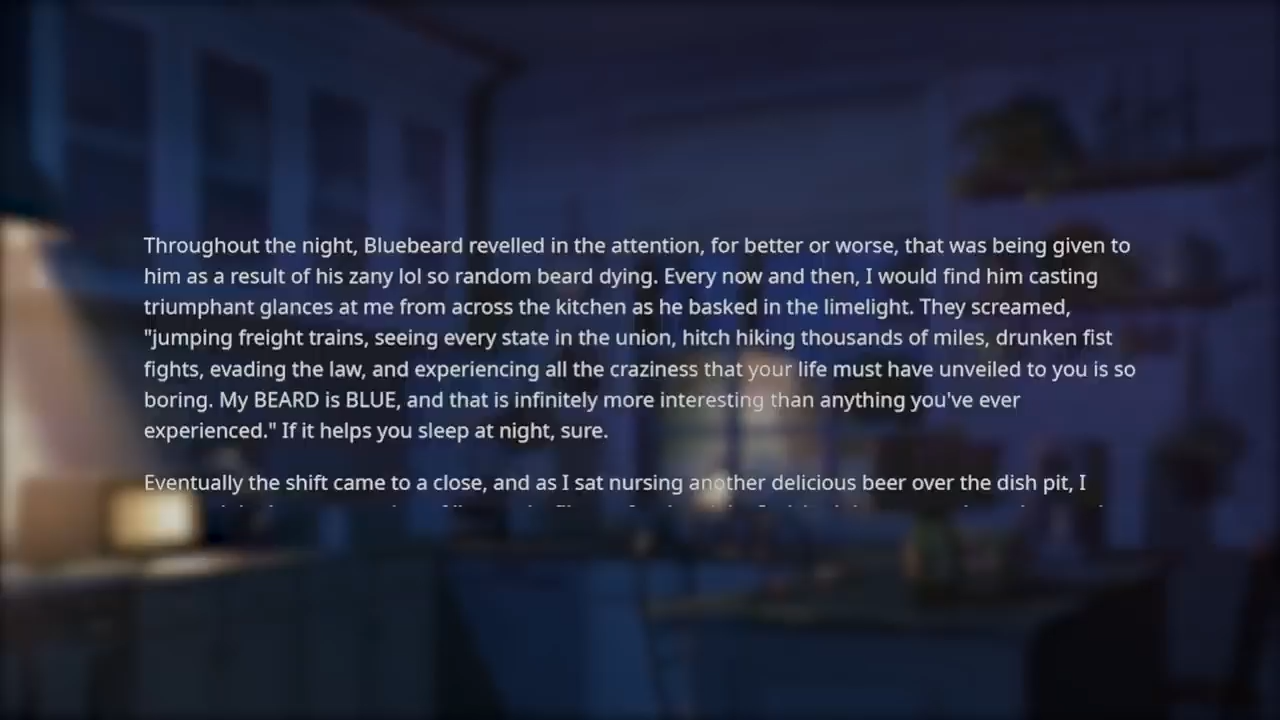 Throughout the night, Bluebeard revelled in the attention, for better or worse, that was being given to
him as a result of his zany lol so random beard dying. Every now and then, I would find him casting
triumphant glances at me from across the kitchen as he basked in the limelight. They screamed,
"jumping freight trains, seeing every state in the union, hitch hiking thousands of miles, drunken fist
fights, evading the law, and experiencing all the craziness that your life must have unveiled to you is so
boring. My BEARD is BLUE, and that is infinitely more interesting than anything you've ever
experienced." If it helps you sleep at night, sure.
Eventually the shift came to a close, and as I sat nursing another delicious beer over the dish pit, I